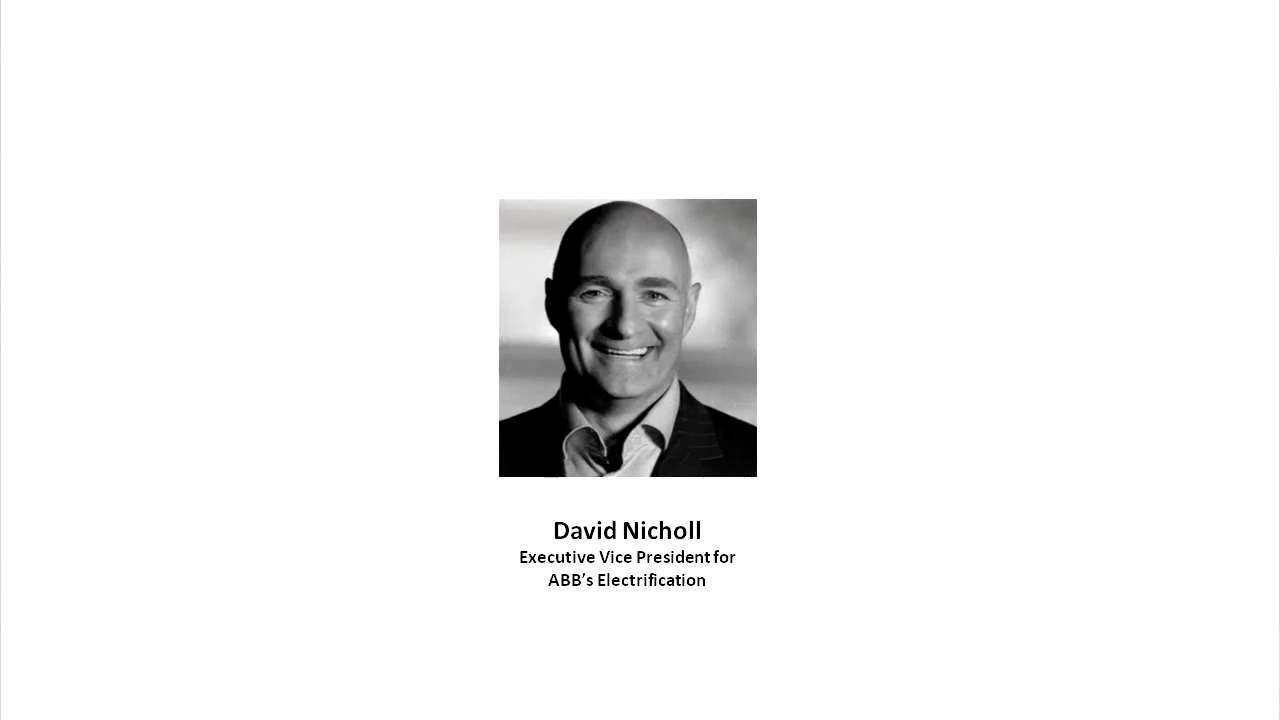 David Nicholl
Executive Vice President for
ABB’s Electrification